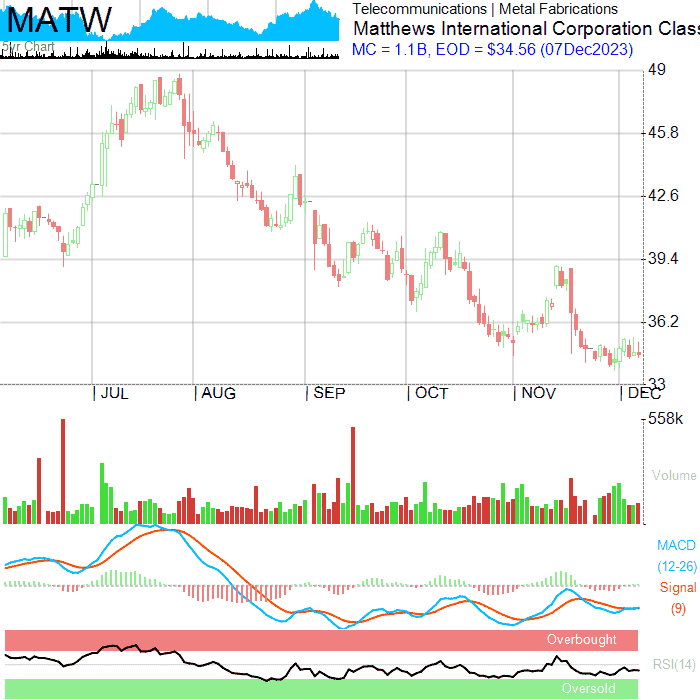 MATW
5yr Chart
Telecommunications | Metal Fabrications
Matthews International Corporation Clas
MC = 1.1B, EOD = $34.56 (07Dec2023)
49
45.8
42.6
39.4
36.2
33
JUL
AUG
SEP
OCT
NOV
DEC
558k
Volume
MACD
(12-26)
Signal
(9)
Overbought
RSI(14)
Oversold